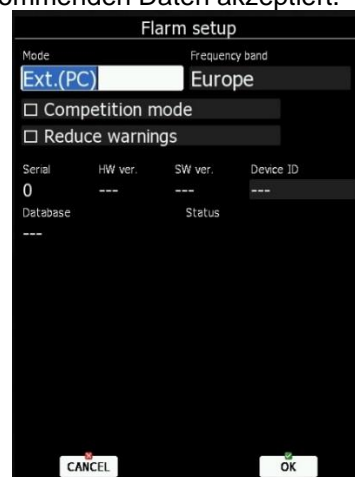 ommenden Daten akzeptiert.
Flarm setup
Mode Frequency band
Ext.(PC) Europe
Competition mode
Reduce warnings
Serial HW ver. SW ver. Device ID
0 --- --- ---
Database Status
---
CANCEL OK